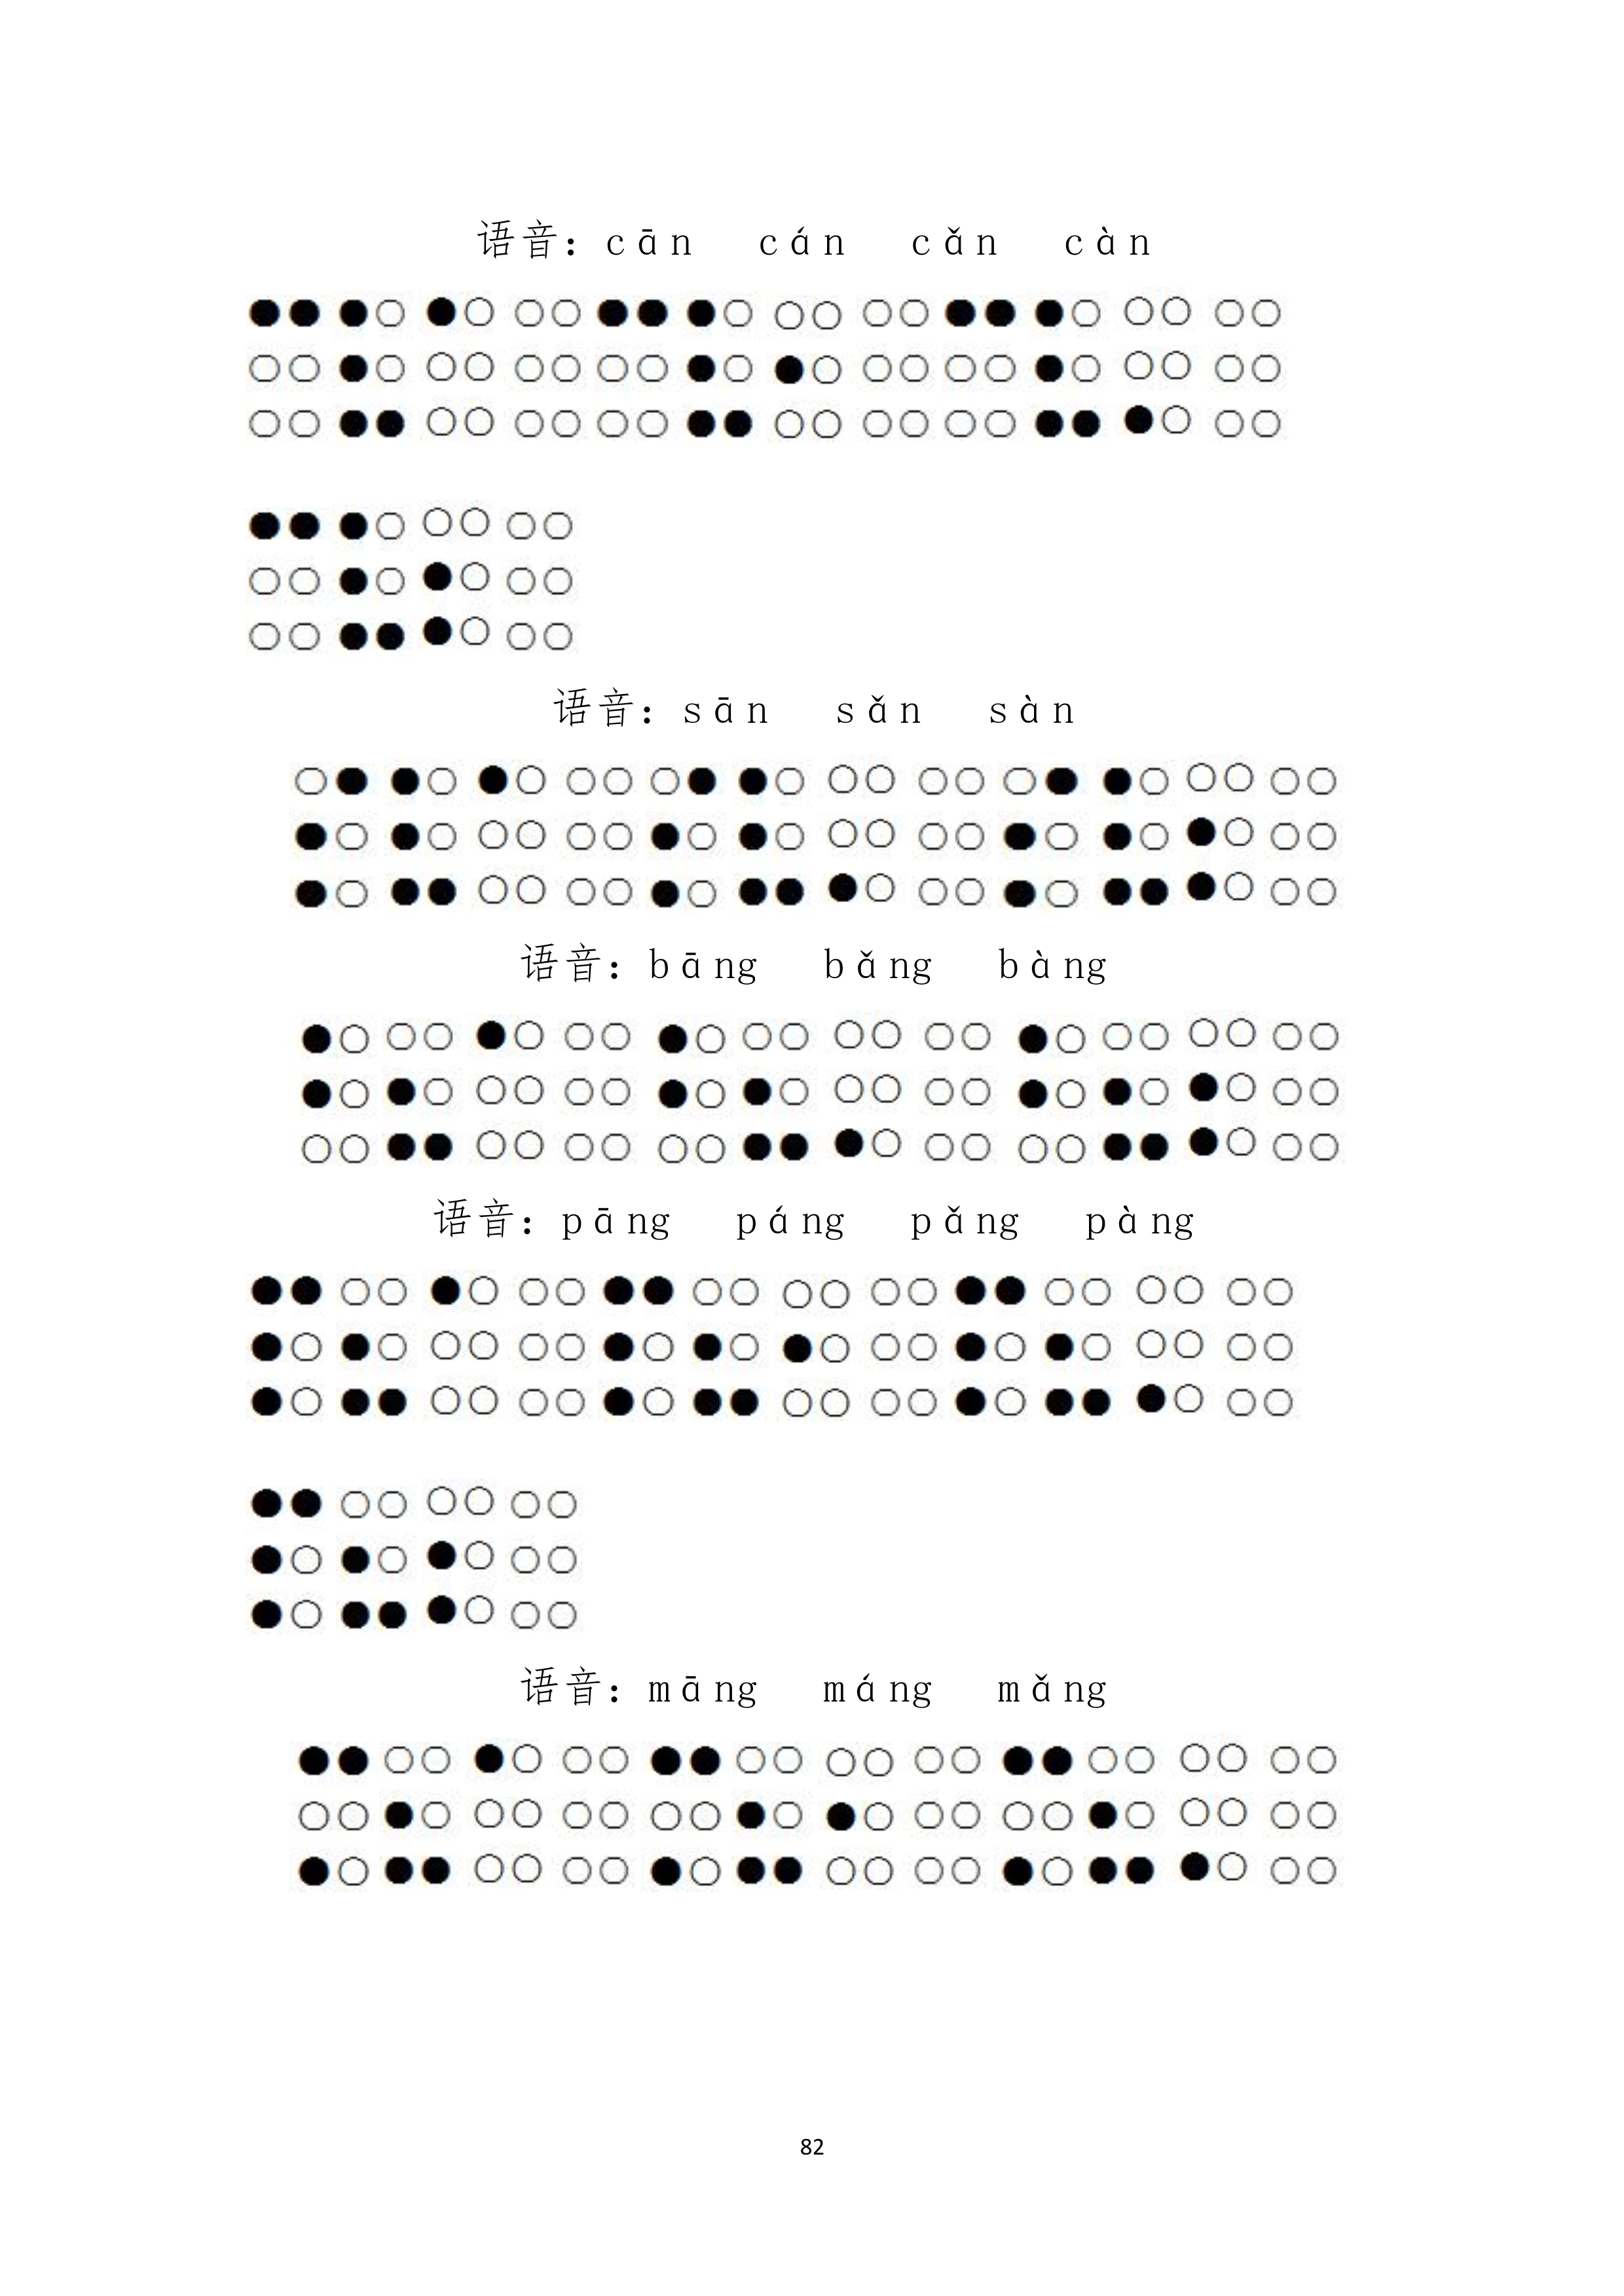 语音：cān cán cǎn càn
⠉⠷⠁⠀⠉⠷⠂⠀⠉⠷⠄⠀
⠉⠷⠆⠀
语音：sān sǎn sàn
⠎⠧⠁⠀⠎⠧⠄⠀⠎⠧⠆⠀
语音：bāng bǎng bàng
⠃⠦⠁⠀⠃⠦⠄⠀⠃⠦⠆⠀
语音：pāng páng pǎng pàng
⠏⠦⠁⠀⠏⠦⠂⠀⠏⠦⠄⠀
⠏⠦⠆⠀
语音：māng máng mǎng
⠍⠦⠁⠀⠍⠦⠂⠀⠍⠦⠄⠀
82